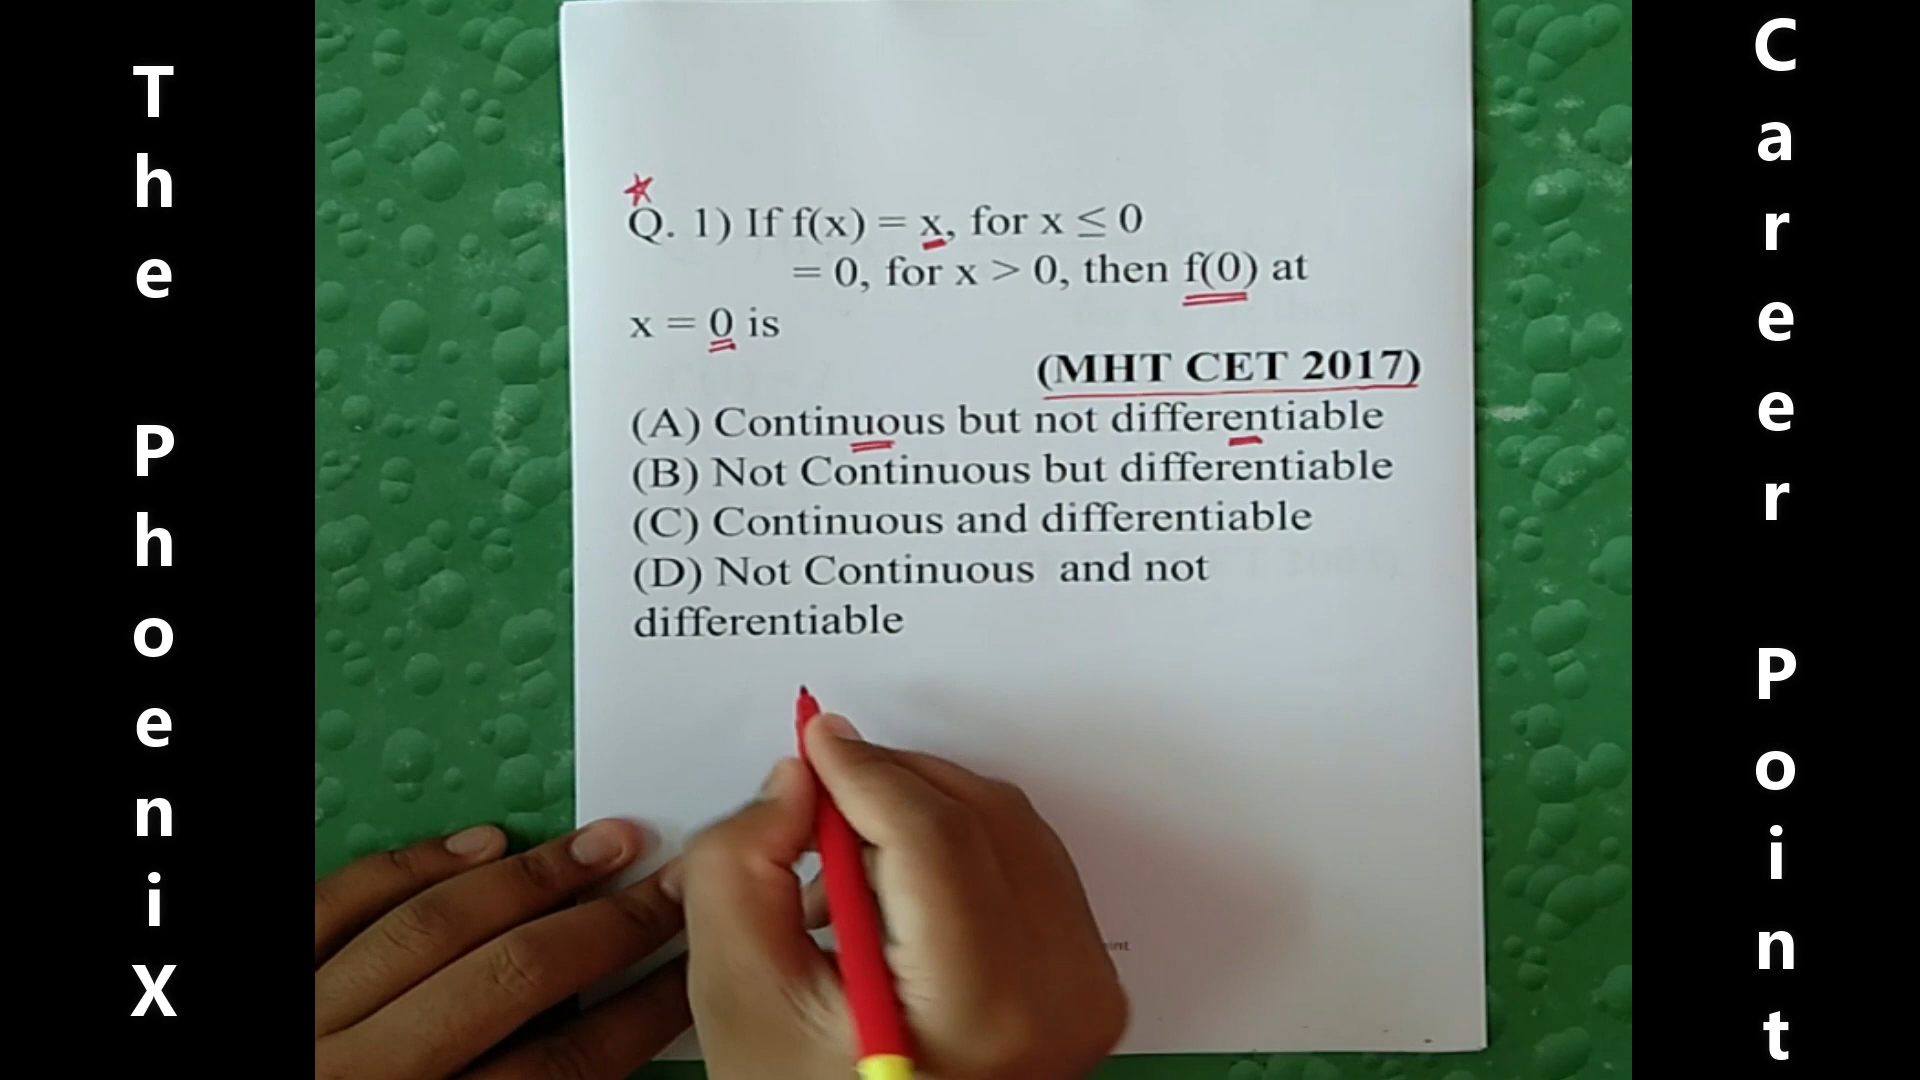 The PhoeniX
Q. 1) If f(x) = x, for x ≤ 0
= 0, for x > 0, then f(0) at
x = 0 is
(MHT CET 2017)
(A) Continuous but not differentiable
(B) Not Continuous but differentiable
(C) Continuous and differentiable
(D) Not Continuous and not
differentiable
Career Point